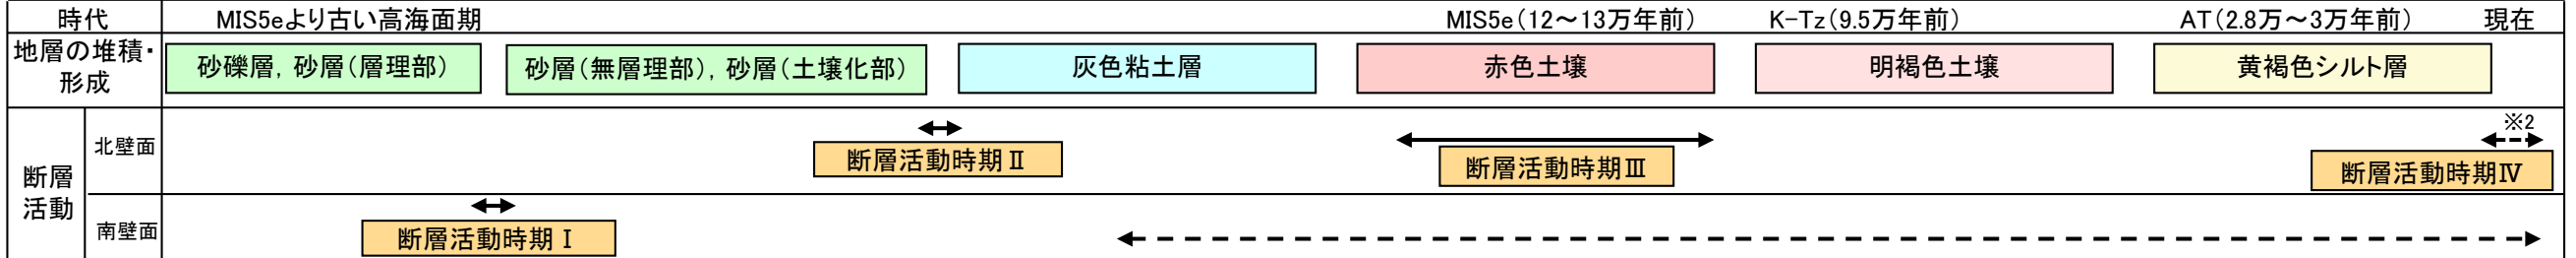 時代
MIS5eより古い高海面期
MIS5e（12～13万年前）
K-Tz（9.5万年前）
AT（2.8万～3万年前）
現在
地層の堆積・
形成
砂礫層，砂層（層理部）
砂層（無層理部），砂層（土壌化部）
灰色粘土層
赤色土壌
明褐色土壌
黄褐色シルト層
断層
活動
北壁面
断層活動時期Ⅱ
断層活動時期Ⅲ
※2
断層活動時期Ⅳ
南壁面
断層活動時期Ⅰ